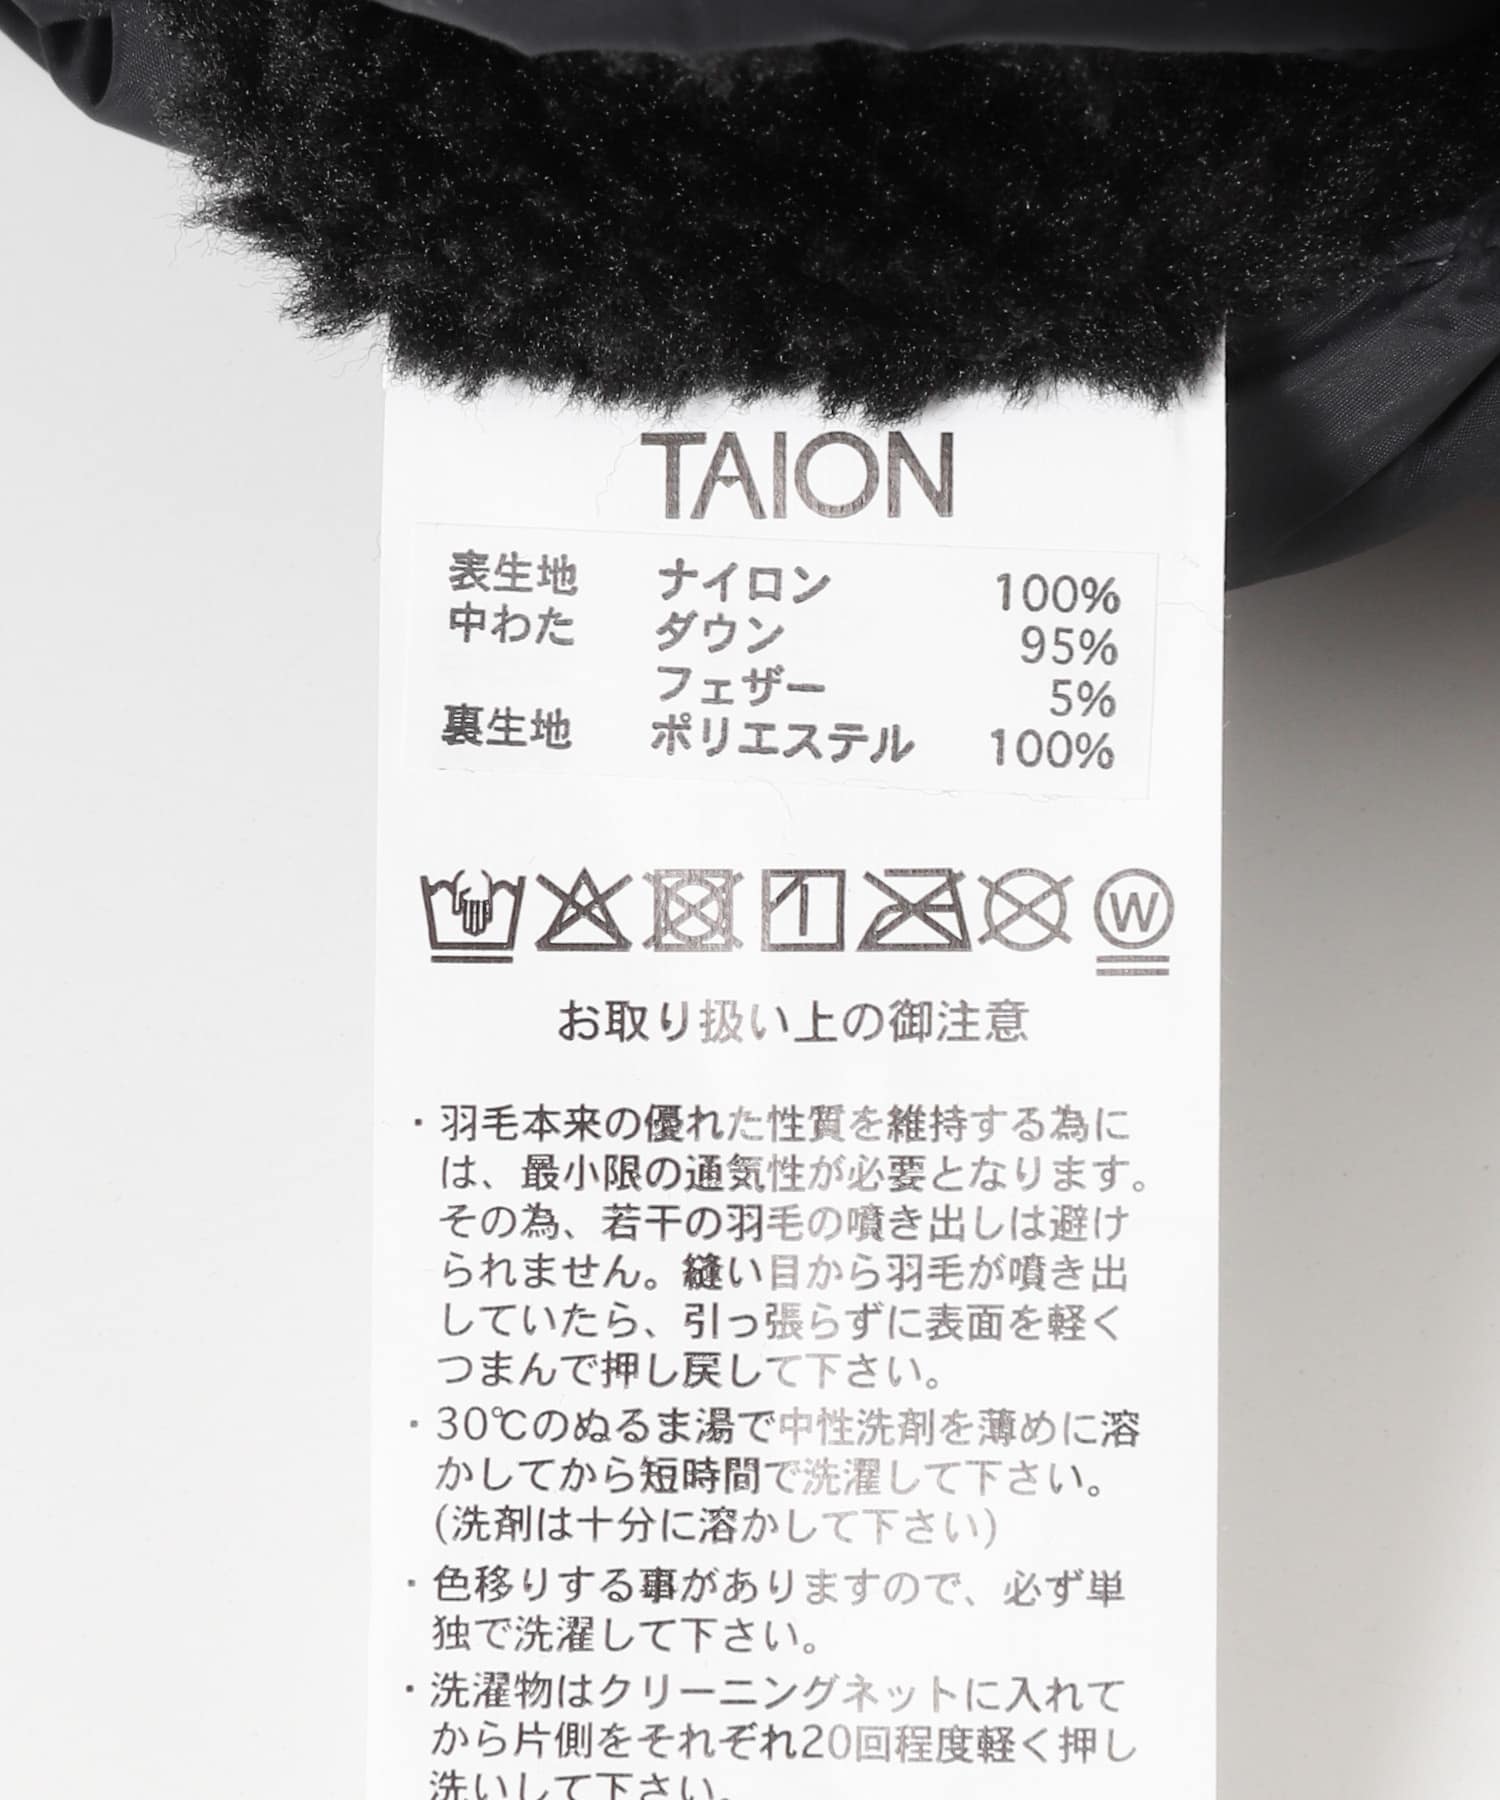 TAION
表生地 ナイロン 100%
中わた ダウン 95%
フェザー 5%
裏生地 ポリエステル 100%
W
お取り扱い上の御注意
・羽毛本来の優れた性質を維持する為に
は、最小限の通気性が必要となります。
その為、若干の羽毛の噴き出しは避け
られません。縫い目から羽毛が噴き出
していたら、引っ張らずに表面を軽く
つまんで押し戻して下さい。
・30℃のぬるま湯で中性洗剤を薄めに溶
かしてから短時間で洗濯して下さい。
(洗剤は十分に溶かして下さい)
・色移りする事がありますので、必ず単
独で洗濯して下さい。
・洗濯物はクリーニングネットに入れて
から片側をそれぞれ20回程度軽く押し
洗いして下さい。